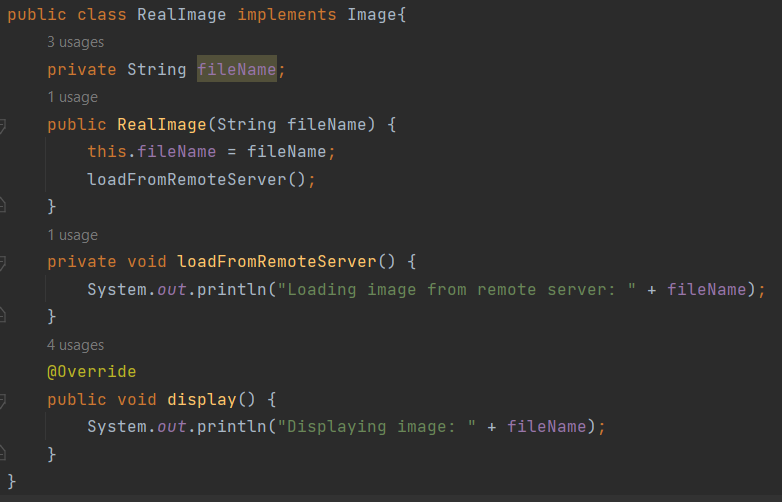 public class RealImage implements Image{
3 usages
private String fileName;
1 usage
public RealImage(String fileName) {
this.fileName = fileName;
loadFromRemoteServer();
}
1 usage
private void loadFromRemoteServer() {
System.out.println("Loading image from remote server: " + fileName);
}
4 usages
@Override
public void display() {
System.out.println("Displaying image: " + fileName);
}
}